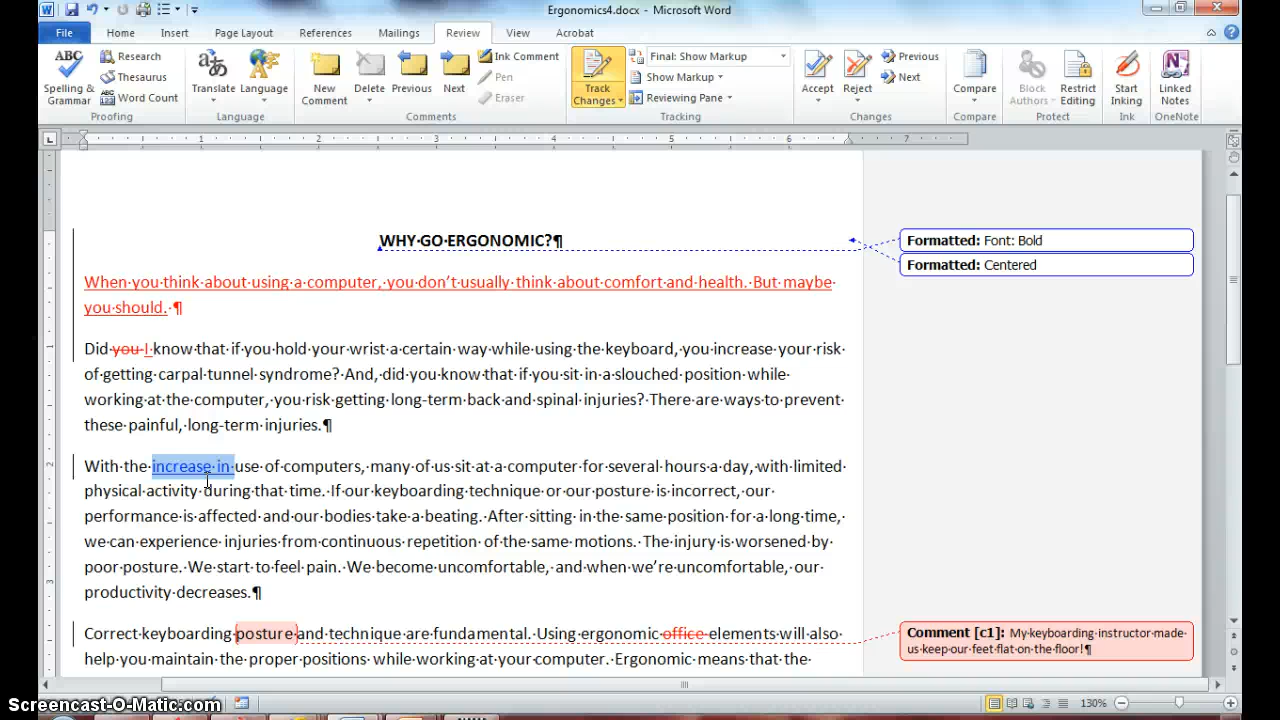 Ergonomics4.docx - Microsoft Word
File Home Insert Page Layout References Mailings Review View Acrobat
ABC
Spelling & Grammar
Research
Thesaurus
ABC 123 Word Count
Proofing
Translate
Language
Language
New Comment
Delete
Previous
Next
Ink Comment
Pen
Eraser
Comments
Track Changes
Final: Show Markup
Show Markup
Reviewing Pane
Tracking
Accept
Reject
Previous
Next
Changes
Compare
Compare
Block Authors
Restrict Editing
Protect
Start Inking
Ink
Linked Notes
OneNote
1 2 3 4 5 6 7
WHY·GO·ERGONOMIC?¶
Formatted: Font: Bold
Formatted: Centered
When·you·think·about·using·a·computer,·you·don’t·usually·think·about·comfort·and·health.·But·maybe·
you·should.·¶
Did·you·I·know·that·if·you·hold·your·wrist·a·certain·way·while·using·the·keyboard,·you·increase·your·risk·
of·getting·carpal·tunnel·syndrome?·And,·did·you·know·that·if·you·sit·in·a·slouched·position·while·
working·at·the·computer,·you·risk·getting·long-term·back·and·spinal·injuries?·There·are·ways·to·prevent·
these·painful,·long-term·injuries.¶
With·the·increase·in·use·of·computers,·many·of·us·sit·at·a·computer·for·several·hours·a·day,·with·limited·
physical·activity·during·that·time.·If·our·keyboarding·technique·or·our·posture·is·incorrect,·our·
performance·is·affected·and·our·bodies·take·a·beating.·After·sitting·in·the·same·position·for·a·long·time,·
we·can·experience·injuries·from·continuous·repetition·of·the·same·motions.·The·injury·is·worsened·by·
poor·posture.·We·start·to·feel·pain.·We·become·uncomfortable,·and·when·we’re·uncomfortable,·our·
productivity·decreases.¶
Correct·keyboarding·posture·and·technique·are·fundamental.·Using·ergonomic·office·elements·will·also·
help·you·maintain·the·proper·positions·while·working·at·your·computer.·Ergonomic·means·that·the·
Comment [c1]: My·keyboarding·instructor·made·
us·keep·our·feet·flat·on·the·floor!¶
130%
Screencast-O-Matic.com